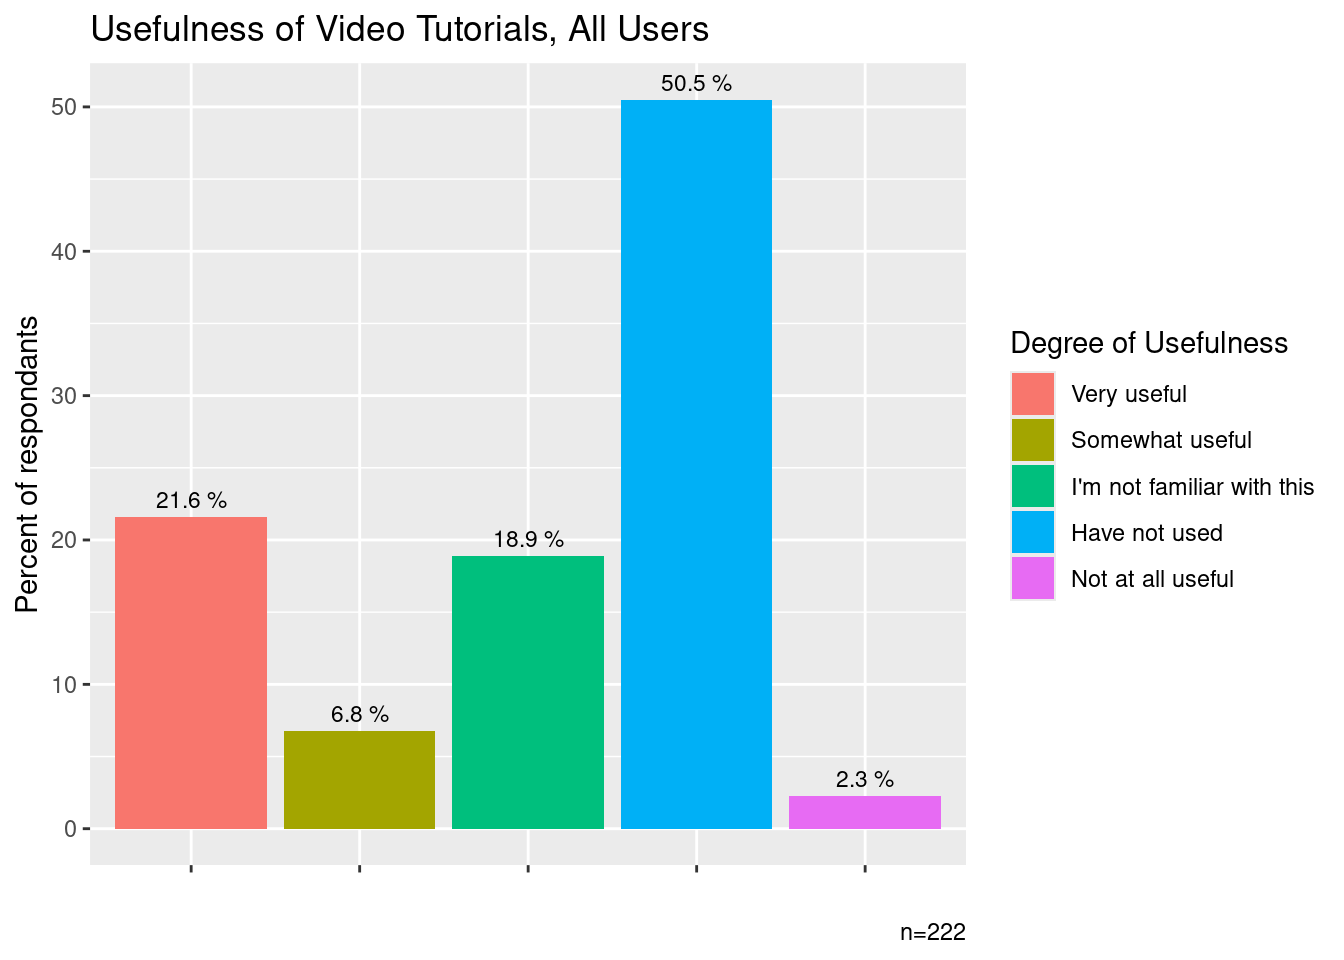 Usefulness of Video Tutorials, All Users
Percent of respondants
50
40
30
20
10
0
21.6 %
6.8 %
18.9 %
50.5 %
2.3 %
Degree of Usefulness
Very useful
Somewhat useful
I'm not familiar with this
Have not used
Not at all useful
n=222